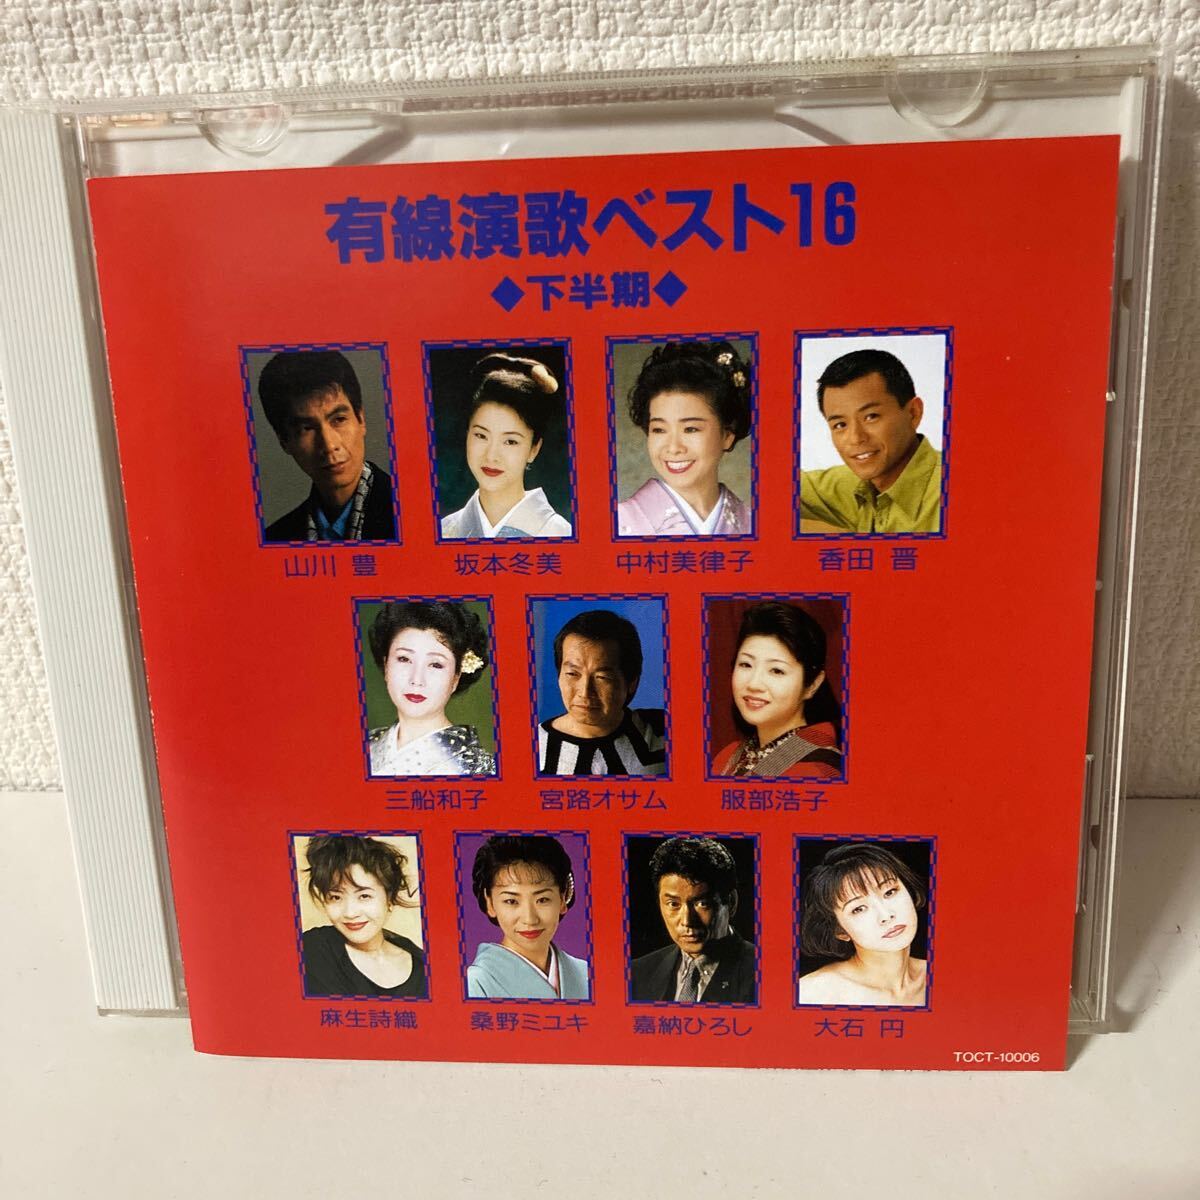 有線演歌ベスト16
◆下半期◆
山川 豊 坂本冬美 中村美律子 香田 晋
三船和子 宮路オサム 服部浩子
麻生詩織 桑野ミユキ 嘉納ひろし 大石 円
TOCT-10006